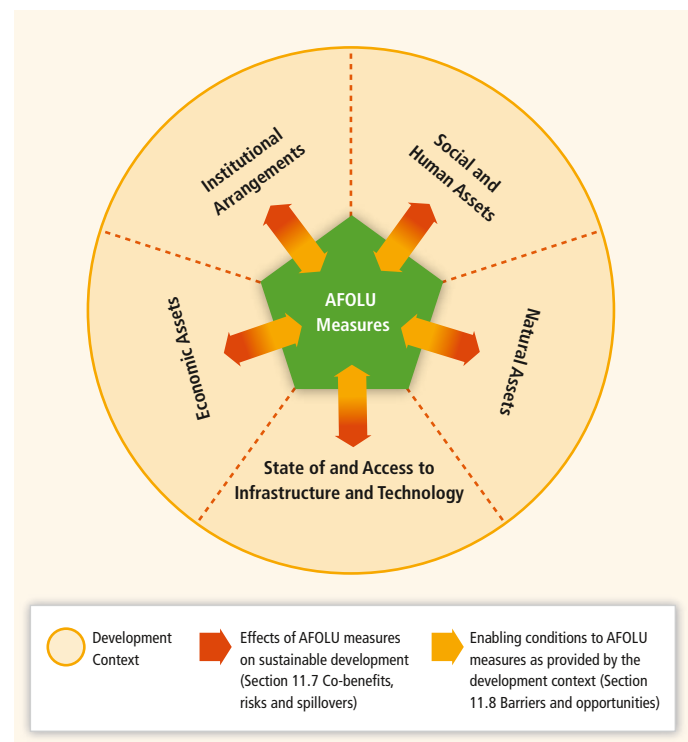 Institutional
Arrangements
Social and
Human Assets
AFOLU
Measures
Economic Assets
Natural Assets
State of and Access to
Infrastructure and Technology
Development
Context
Effects of AFOLU measures
on sustainable development
(Section 11.7 Co-benefits,
risks and spillovers)
Enabling conditions to AFOLU
measures as provided by the
development context (Section
11.8 Barriers and opportunities)